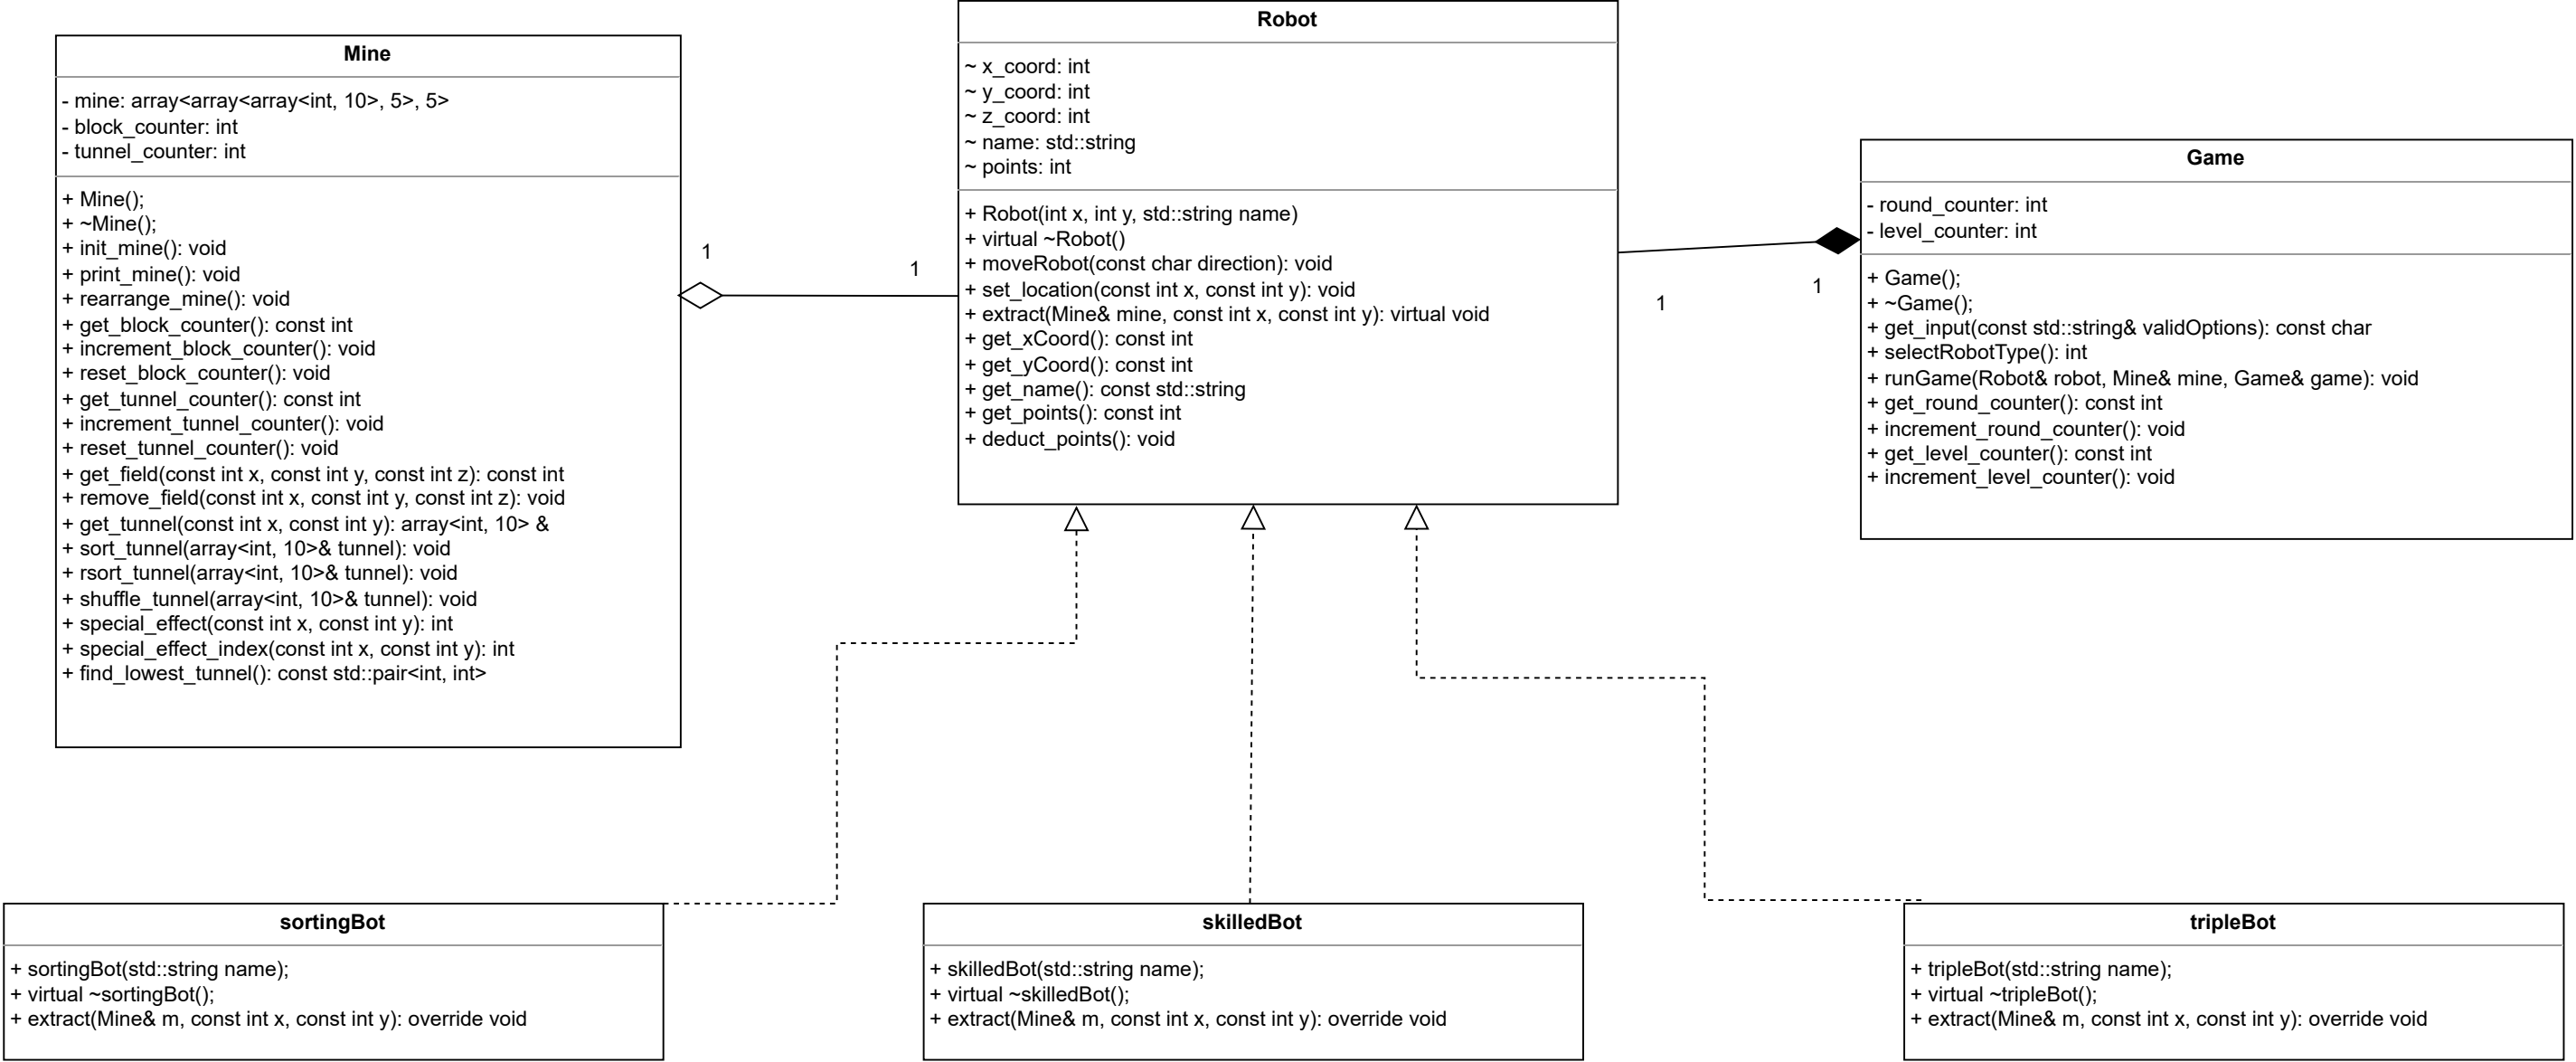 Mine
- mine: array<array<array<int, 10>, 5>, 5>
- block_counter: int
- tunnel_counter: int
+ Mine();
+ ~Mine();
+ init_mine(): void
+ print_mine(): void
+ rearrange_mine(): void
+ get_block_counter(): const int
+ increment_block_counter(): void
+ reset_block_counter(): void
+ get_tunnel_counter(): const int
+ increment_tunnel_counter(): void
+ reset_tunnel_counter(): void
+ get_field(const int x, const int y, const int z): const int
+ remove_field(const int x, const int y, const int z): void
+ get_tunnel(const int x, const int y): array<int, 10> &
+ sort_tunnel(array<int, 10>& tunnel): void
+ rsort_tunnel(array<int, 10>& tunnel): void
+ shuffle_tunnel(array<int, 10>& tunnel): void
+ special_effect(const int x, const int y): int
+ special_effect_index(const int x, const int y): int
+ find_lowest_tunnel(): const std::pair<int, int>
1
1
Robot
~ x_coord: int
~ y_coord: int
~ z_coord: int
~ name: std::string
~ points: int
+ Robot(int x, int y, std::string name)
+ virtual ~Robot()
+ moveRobot(const char direction): void
+ set_location(const int x, const int y): void
+ extract(Mine& mine, const int x, const int y): virtual void
+ get_xCoord(): const int
+ get_yCoord(): const int
+ get_name(): const std::string
+ get_points(): const int
+ deduct_points(): void
1
1
Game
- round_counter: int
- level_counter: int
+ Game();
+ ~Game();
+ get_input(const std::string& validOptions): const char
+ selectRobotType(): int
+ runGame(Robot& robot, Mine& mine, Game& game): void
+ get_round_counter(): const int
+ increment_round_counter(): void
+ get_level_counter(): const int
+ increment_level_counter(): void
sortingBot
+ sortingBot(std::string name);
+ virtual ~sortingBot();
+ extract(Mine& m, const int x, const int y): override void
skilledBot
+ skilledBot(std::string name);
+ virtual ~skilledBot();
+ extract(Mine& m, const int x, const int y): override void
tripleBot
+ tripleBot(std::string name);
+ virtual ~tripleBot();
+ extract(Mine& m, const int x, const int y): override void